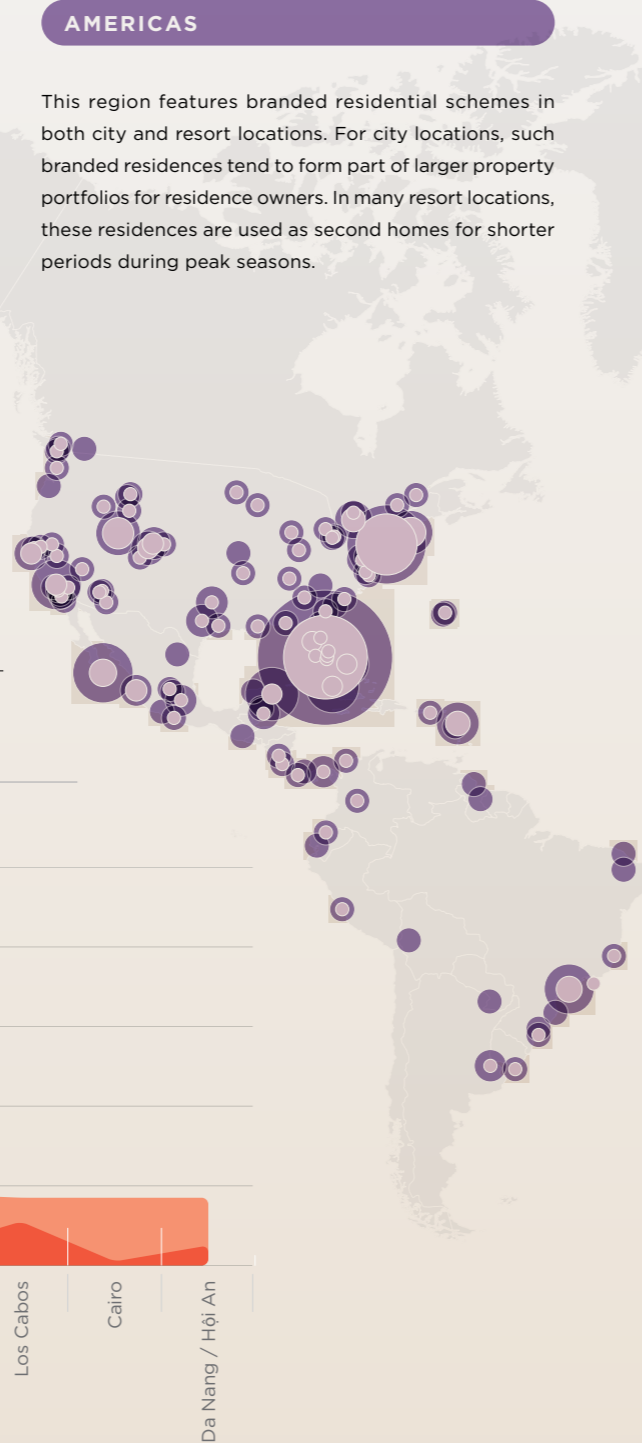 AMERICAS
This region features branded residential schemes in
both city and resort locations. For city locations, such
branded residences tend to form part of larger property
portfolios for residence owners. In many resort locations,
these residences are used as second homes for shorter
periods during peak seasons.
Los Cabos
Cairo
Da Nang / Hội An